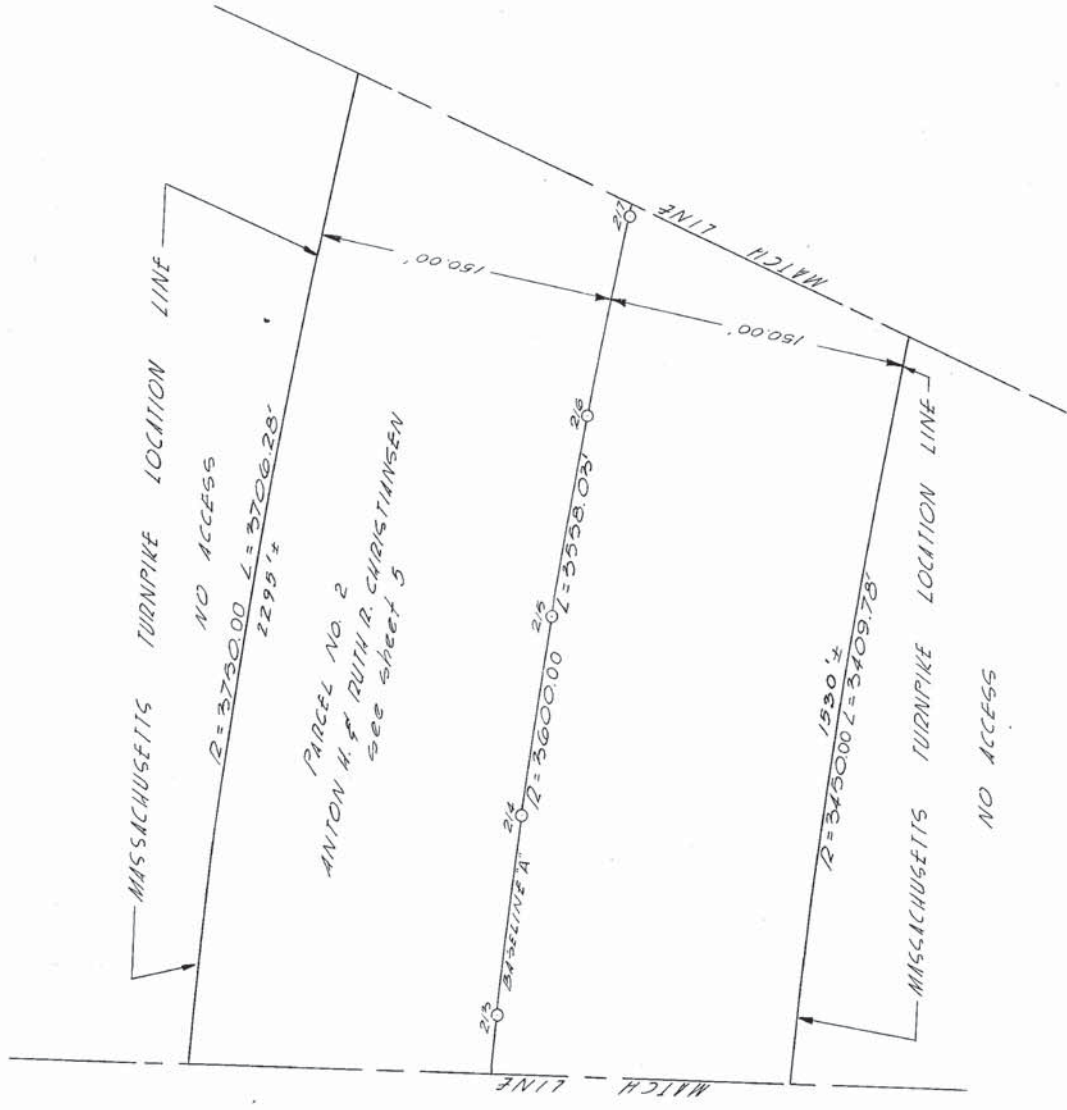 MASSACHUSETTS TURNPIKE LOCATION LINE
NO ACCESS
R = 3750.00 L = 3706.28'
2295'±
150.00'
PARCEL NO. 2
ANTON H. & RUTH R. CHRISTIANSEN
see sheet 5
213
214
215
216
217
BASELINE "A"
R = 3600.00 L = 3558.03'
150.00'
1530'±
R = 3450.00 L = 3409.78'
MASSACHUSETTS TURNPIKE LOCATION LINE
NO ACCESS
MATCH LINE
MATCH LINE